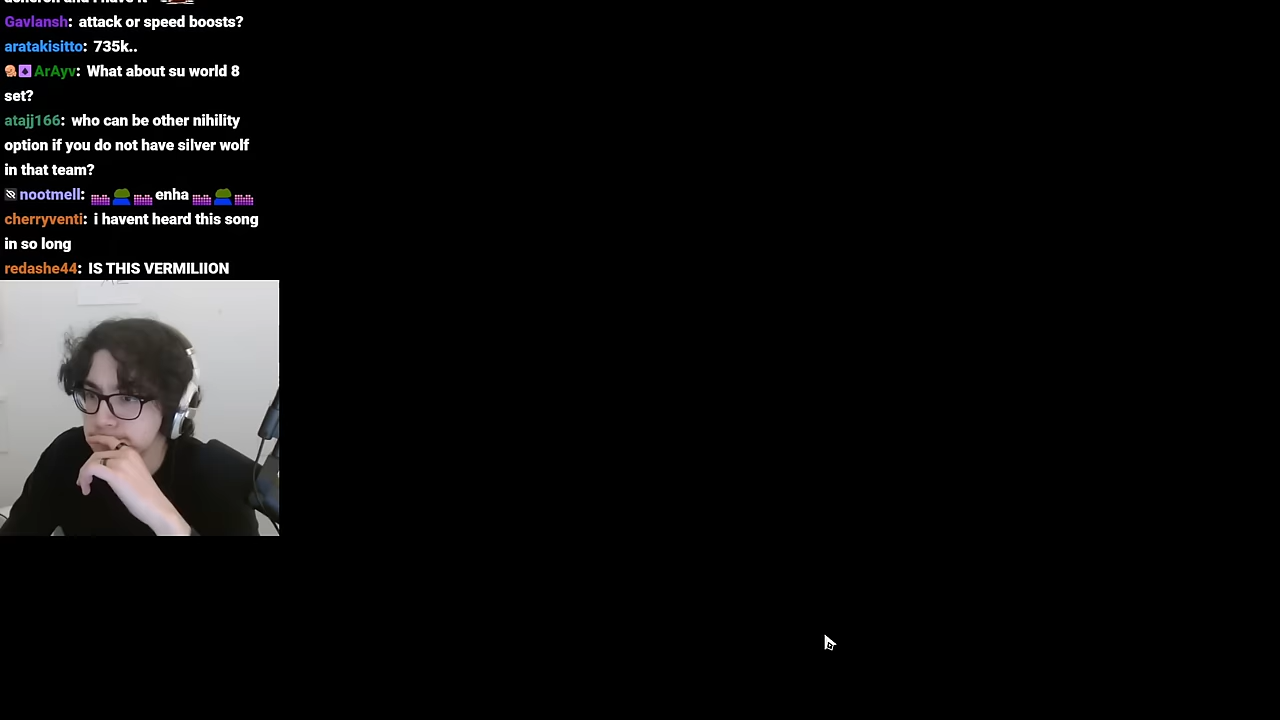 Gavlansh: attack or speed boosts?
aratakisitto: 735k..
ArAyv: What about su world 8
set?
atajj166: who can be other nihility
option if you do not have silver wolf
in that team?
nootmell: enha
cherryventi: i havent heard this song
in so long
redashe44: IS THIS VERMILIION